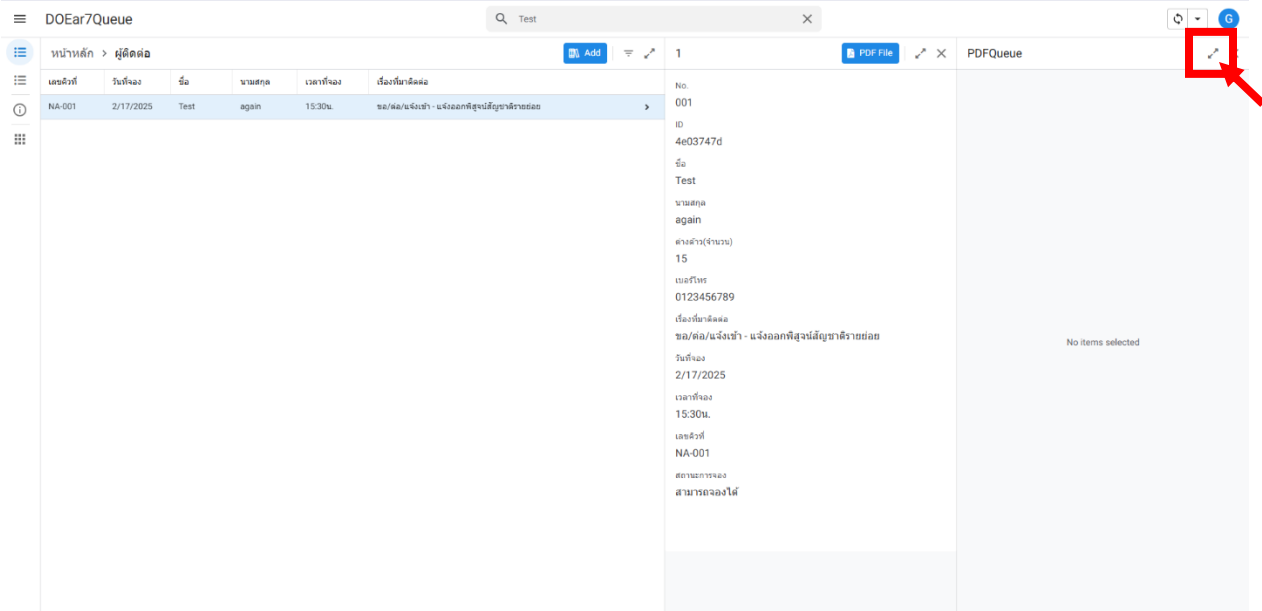 DOEar7Queue
Test
G
หน้าหลัก > ผู้ติดต่อ
Add
เลขคิวที่ วันที่จอง ชื่อ นามสกุล เวลาที่จอง เรื่องที่มาติดต่อ
NA-001 2/17/2025 Test again 15:30น. ขอ/ต่อ/แจ้งเข้า - แจ้งออกพิสูจน์สัญชาติรายย่อย
1
PDF File
No.
001
ID
4e03747d
ชื่อ
Test
นามสกุล
again
ต่างด้าว(จำนวน)
15
เบอร์โทร
0123456789
เรื่องที่มาติดต่อ
ขอ/ต่อ/แจ้งเข้า - แจ้งออกพิสูจน์สัญชาติรายย่อย
วันที่จอง
2/17/2025
เวลาที่จอง
15:30น.
เลขคิวที่
NA-001
สถานะการจอง
สามารถจองได้
PDFQueue
No items selected